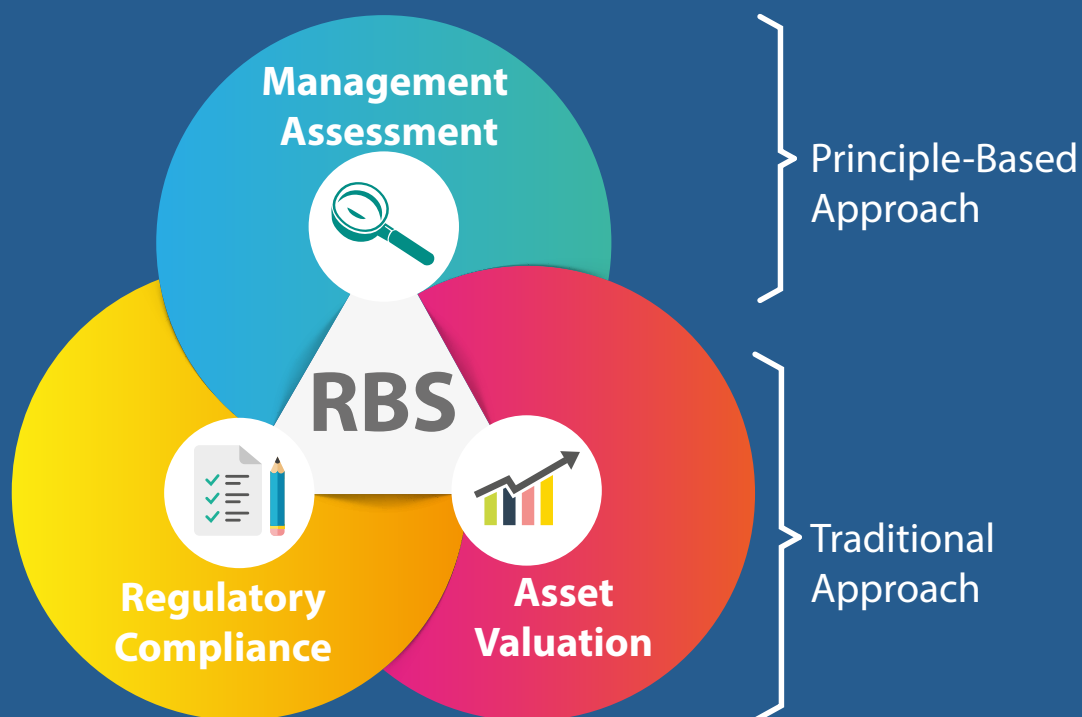 Management
Assessment
Principle-Based
Approach
RBS
Regulatory
Compliance
Asset
Valuation
Traditional
Approach